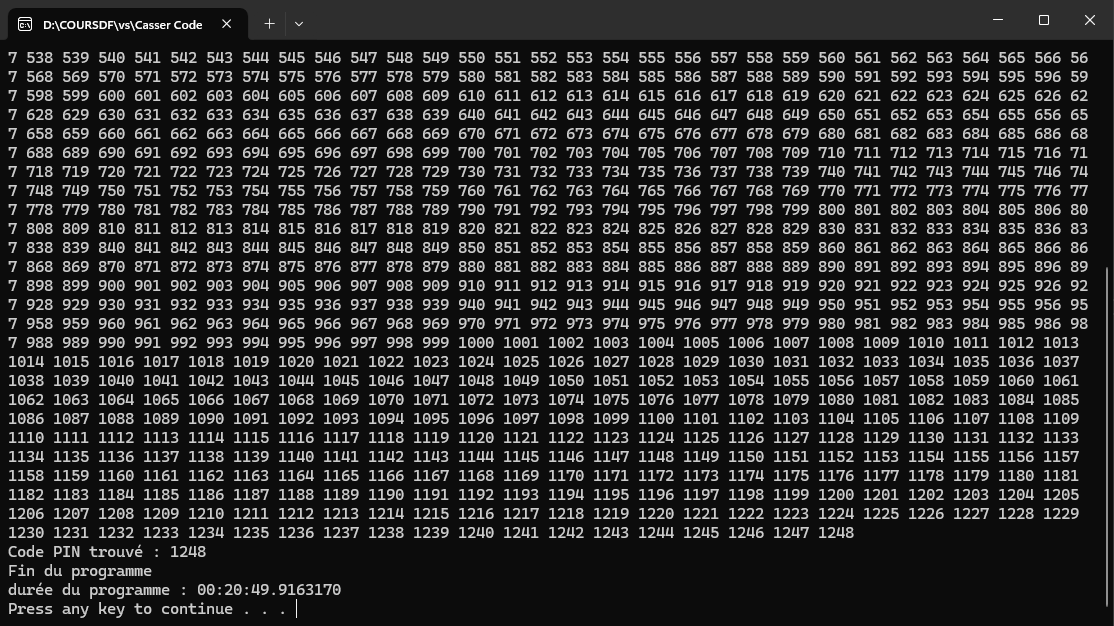 D:\COURSDF\vs\Casser Code
7 538 539 540 541 542 543 544 545 546 547 548 549 550 551 552 553 554 555 556 557 558 559 560 561 562 563 564 565 566 56
7 568 569 570 571 572 573 574 575 576 577 578 579 580 581 582 583 584 585 586 587 588 589 590 591 592 593 594 595 596 59
7 598 599 600 601 602 603 604 605 606 607 608 609 610 611 612 613 614 615 616 617 618 619 620 621 622 623 624 625 626 62
7 628 629 630 631 632 633 634 635 636 637 638 639 640 641 642 643 644 645 646 647 648 649 650 651 652 653 654 655 656 65
7 658 659 660 661 662 663 664 665 666 667 668 669 670 671 672 673 674 675 676 677 678 679 680 681 682 683 684 685 686 68
7 688 689 690 691 692 693 694 695 696 697 698 699 700 701 702 703 704 705 706 707 708 709 710 711 712 713 714 715 716 71
7 718 719 720 721 722 723 724 725 726 727 728 729 730 731 732 733 734 735 736 737 738 739 740 741 742 743 744 745 746 74
7 748 749 750 751 752 753 754 755 756 757 758 759 760 761 762 763 764 765 766 767 768 769 770 771 772 773 774 775 776 77
7 778 779 780 781 782 783 784 785 786 787 788 789 790 791 792 793 794 795 796 797 798 799 800 801 802 803 804 805 806 80
7 808 809 810 811 812 813 814 815 816 817 818 819 820 821 822 823 824 825 826 827 828 829 830 831 832 833 834 835 836 83
7 838 839 840 841 842 843 844 845 846 847 848 849 850 851 852 853 854 855 856 857 858 859 860 861 862 863 864 865 866 86
7 868 869 870 871 872 873 874 875 876 877 878 879 880 881 882 883 884 885 886 887 888 889 890 891 892 893 894 895 896 89
7 898 899 900 901 902 903 904 905 906 907 908 909 910 911 912 913 914 915 916 917 918 919 920 921 922 923 924 925 926 92
7 928 929 930 931 932 933 934 935 936 937 938 939 940 941 942 943 944 945 946 947 948 949 950 951 952 953 954 955 956 95
7 958 959 960 961 962 963 964 965 966 967 968 969 970 971 972 973 974 975 976 977 978 979 980 981 982 983 984 985 986 98
7 988 989 990 991 992 993 994 995 996 997 998 999 1000 1001 1002 1003 1004 1005 1006 1007 1008 1009 1010 1011 1012 1013
1014 1015 1016 1017 1018 1019 1020 1021 1022 1023 1024 1025 1026 1027 1028 1029 1030 1031 1032 1033 1034 1035 1036 1037
1038 1039 1040 1041 1042 1043 1044 1045 1046 1047 1048 1049 1050 1051 1052 1053 1054 1055 1056 1057 1058 1059 1060 1061
1062 1063 1064 1065 1066 1067 1068 1069 1070 1071 1072 1073 1074 1075 1076 1077 1078 1079 1080 1081 1082 1083 1084 1085
1086 1087 1088 1089 1090 1091 1092 1093 1094 1095 1096 1097 1098 1099 1100 1101 1102 1103 1104 1105 1106 1107 1108 1109
1110 1111 1112 1113 1114 1115 1116 1117 1118 1119 1120 1121 1122 1123 1124 1125 1126 1127 1128 1129 1130 1131 1132 1133
1134 1135 1136 1137 1138 1139 1140 1141 1142 1143 1144 1145 1146 1147 1148 1149 1150 1151 1152 1153 1154 1155 1156 1157
1158 1159 1160 1161 1162 1163 1164 1165 1166 1167 1168 1169 1170 1171 1172 1173 1174 1175 1176 1177 1178 1179 1180 1181
1182 1183 1184 1185 1186 1187 1188 1189 1190 1191 1192 1193 1194 1195 1196 1197 1198 1199 1200 1201 1202 1203 1204 1205
1206 1207 1208 1209 1210 1211 1212 1213 1214 1215 1216 1217 1218 1219 1220 1221 1222 1223 1224 1225 1226 1227 1228 1229
1230 1231 1232 1233 1234 1235 1236 1237 1238 1239 1240 1241 1242 1243 1244 1245 1246 1247 1248
Code PIN trouvé : 1248
Fin du programme
durée du programme : 00:20:49.9163170
Press any key to continue . . .